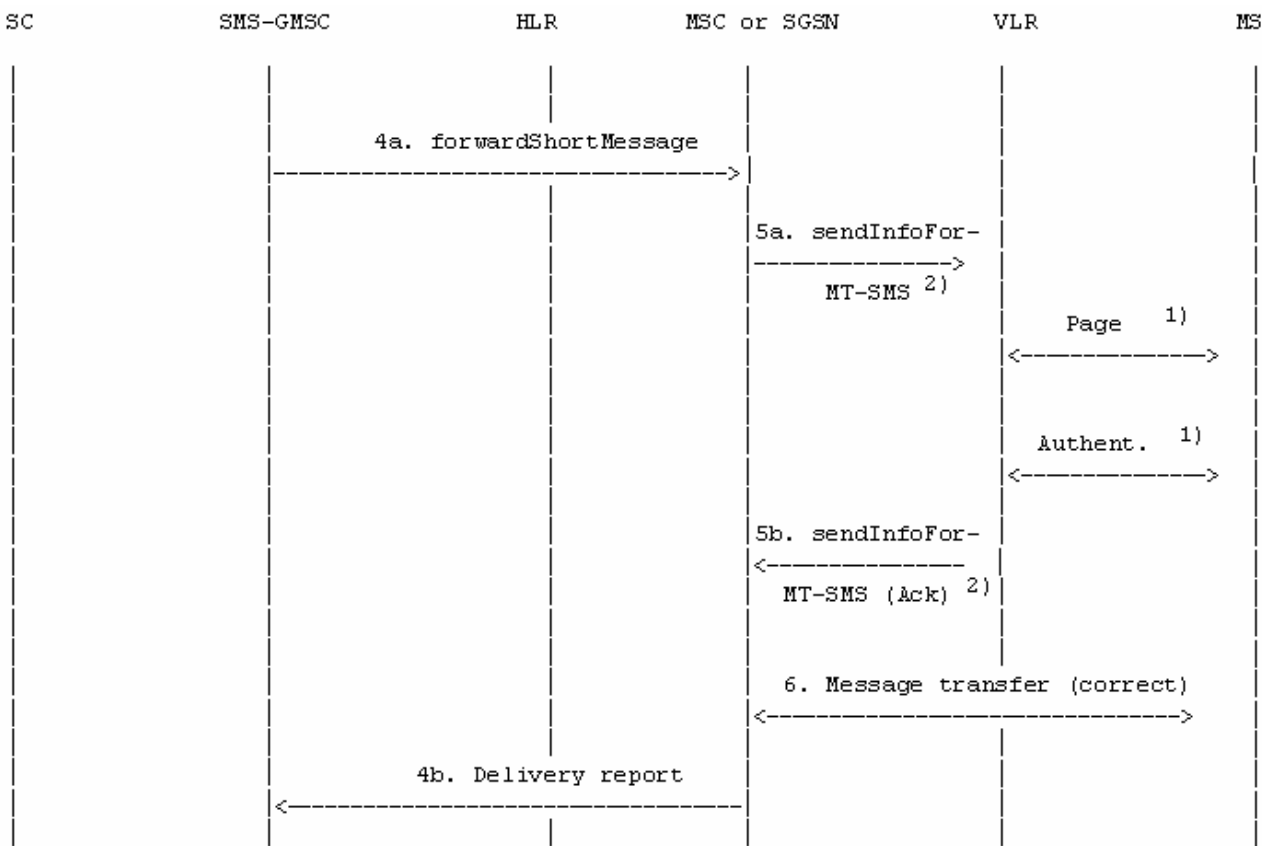 SC SMS-GMSC HLR MSC or SGSN VLR MS
4a. forwardShortMessage
5a. sendInfoFor-
MT-SMS 2)
Page 1)
Authent. 1)
5b. sendInfoFor-
MT-SMS (Ack) 2)
6. Message transfer (correct)
4b. Delivery report